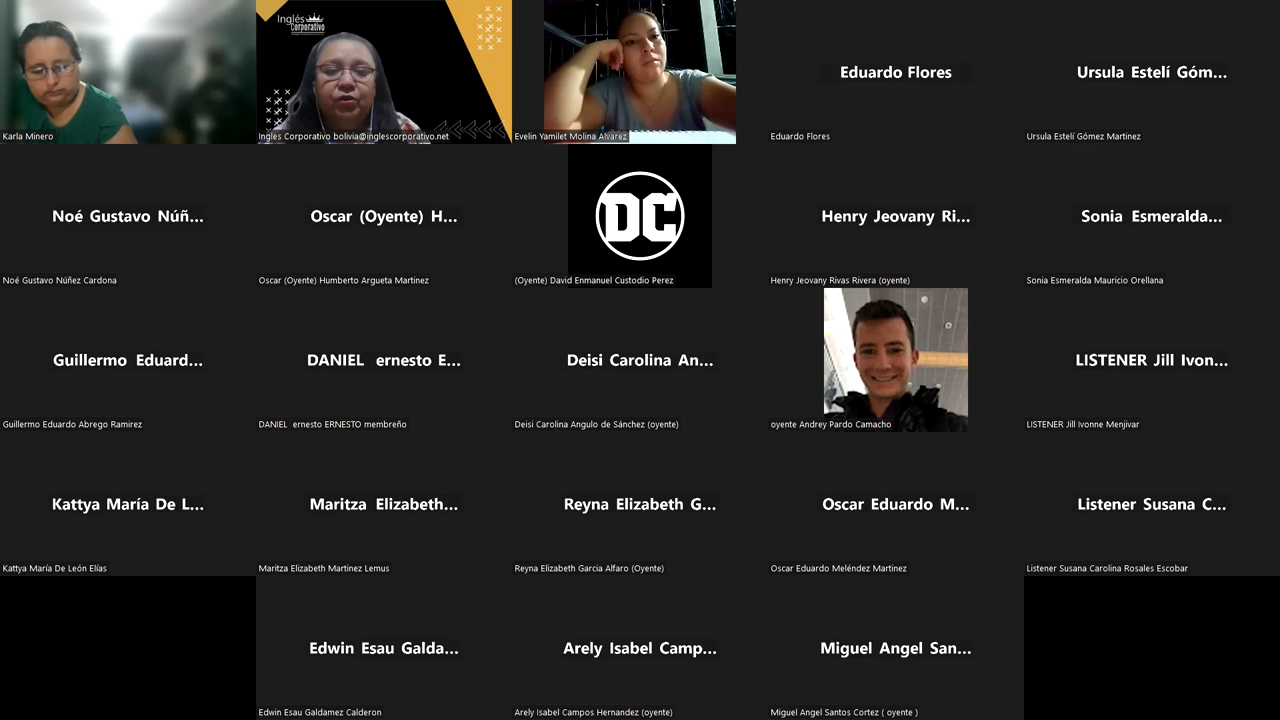 Karla Minero
Inglés
Corporativo
Ingles Corporativo bolivia@inglescorporativo.net
Evelin Yamilet Molina Alvarez
Eduardo Flores
Eduardo Flores
Ursula Estelí Góm...
Ursula Estelí Gómez Martinez
Noé Gustavo Núñ...
Noé Gustavo Núñez Cardona
Oscar (Oyente) H...
Oscar (Oyente) Humberto Argueta Martinez
DC
(Oyente) David Enmanuel Custodio Perez
Henry Jeovany Ri...
Henry Jeovany Rivas Rivera (oyente)
Sonia Esmeralda...
Sonia Esmeralda Mauricio Orellana
Guillermo Eduard...
Guillermo Eduardo Abrego Ramirez
DANIEL ernesto E...
DANIEL ernesto ERNESTO membreño
Deisi Carolina An...
Deisi Carolina Angulo de Sánchez (oyente)
oyente Andrey Pardo Camacho
LISTENER Jill Ivon...
LISTENER Jill Ivonne Menjivar
Kattya María De L...
Kattya María De León Elías
Maritza Elizabeth...
Maritza Elizabeth Martinez Lemus
Reyna Elizabeth G...
Reyna Elizabeth Garcia Alfaro (Oyente)
Oscar Eduardo M...
Oscar Eduardo Meléndez Martinez
Listener Susana C...
Listener Susana Carolina Rosales Escobar
Edwin Esau Galda...
Edwin Esau Galdamez Calderon
Arely Isabel Camp...
Arely Isabel Campos Hernandez (oyente)
Miguel Angel San...
Miguel Angel Santos Cortez ( oyente )